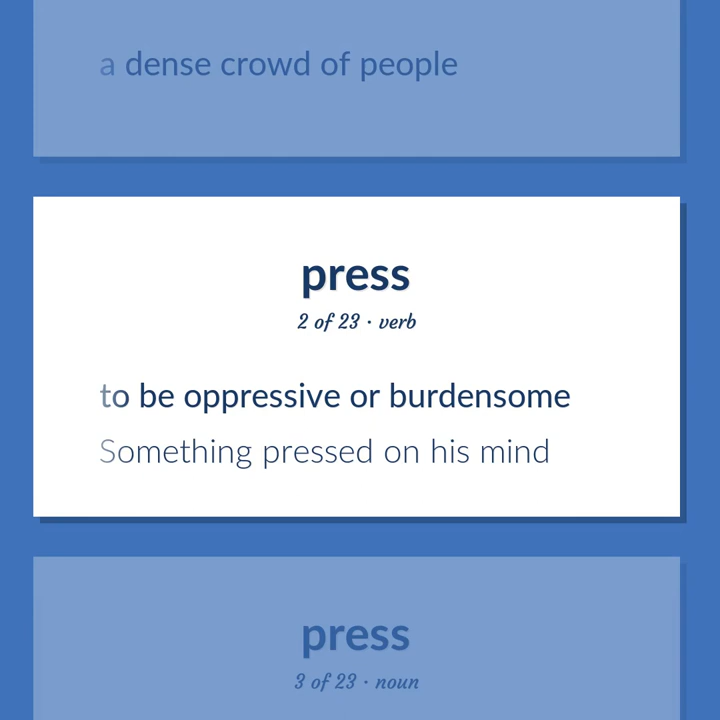 a dense crowd of people
press
2 of 23 · verb
to be oppressive or burdensome
Something pressed on his mind
press
3 of 23 · noun